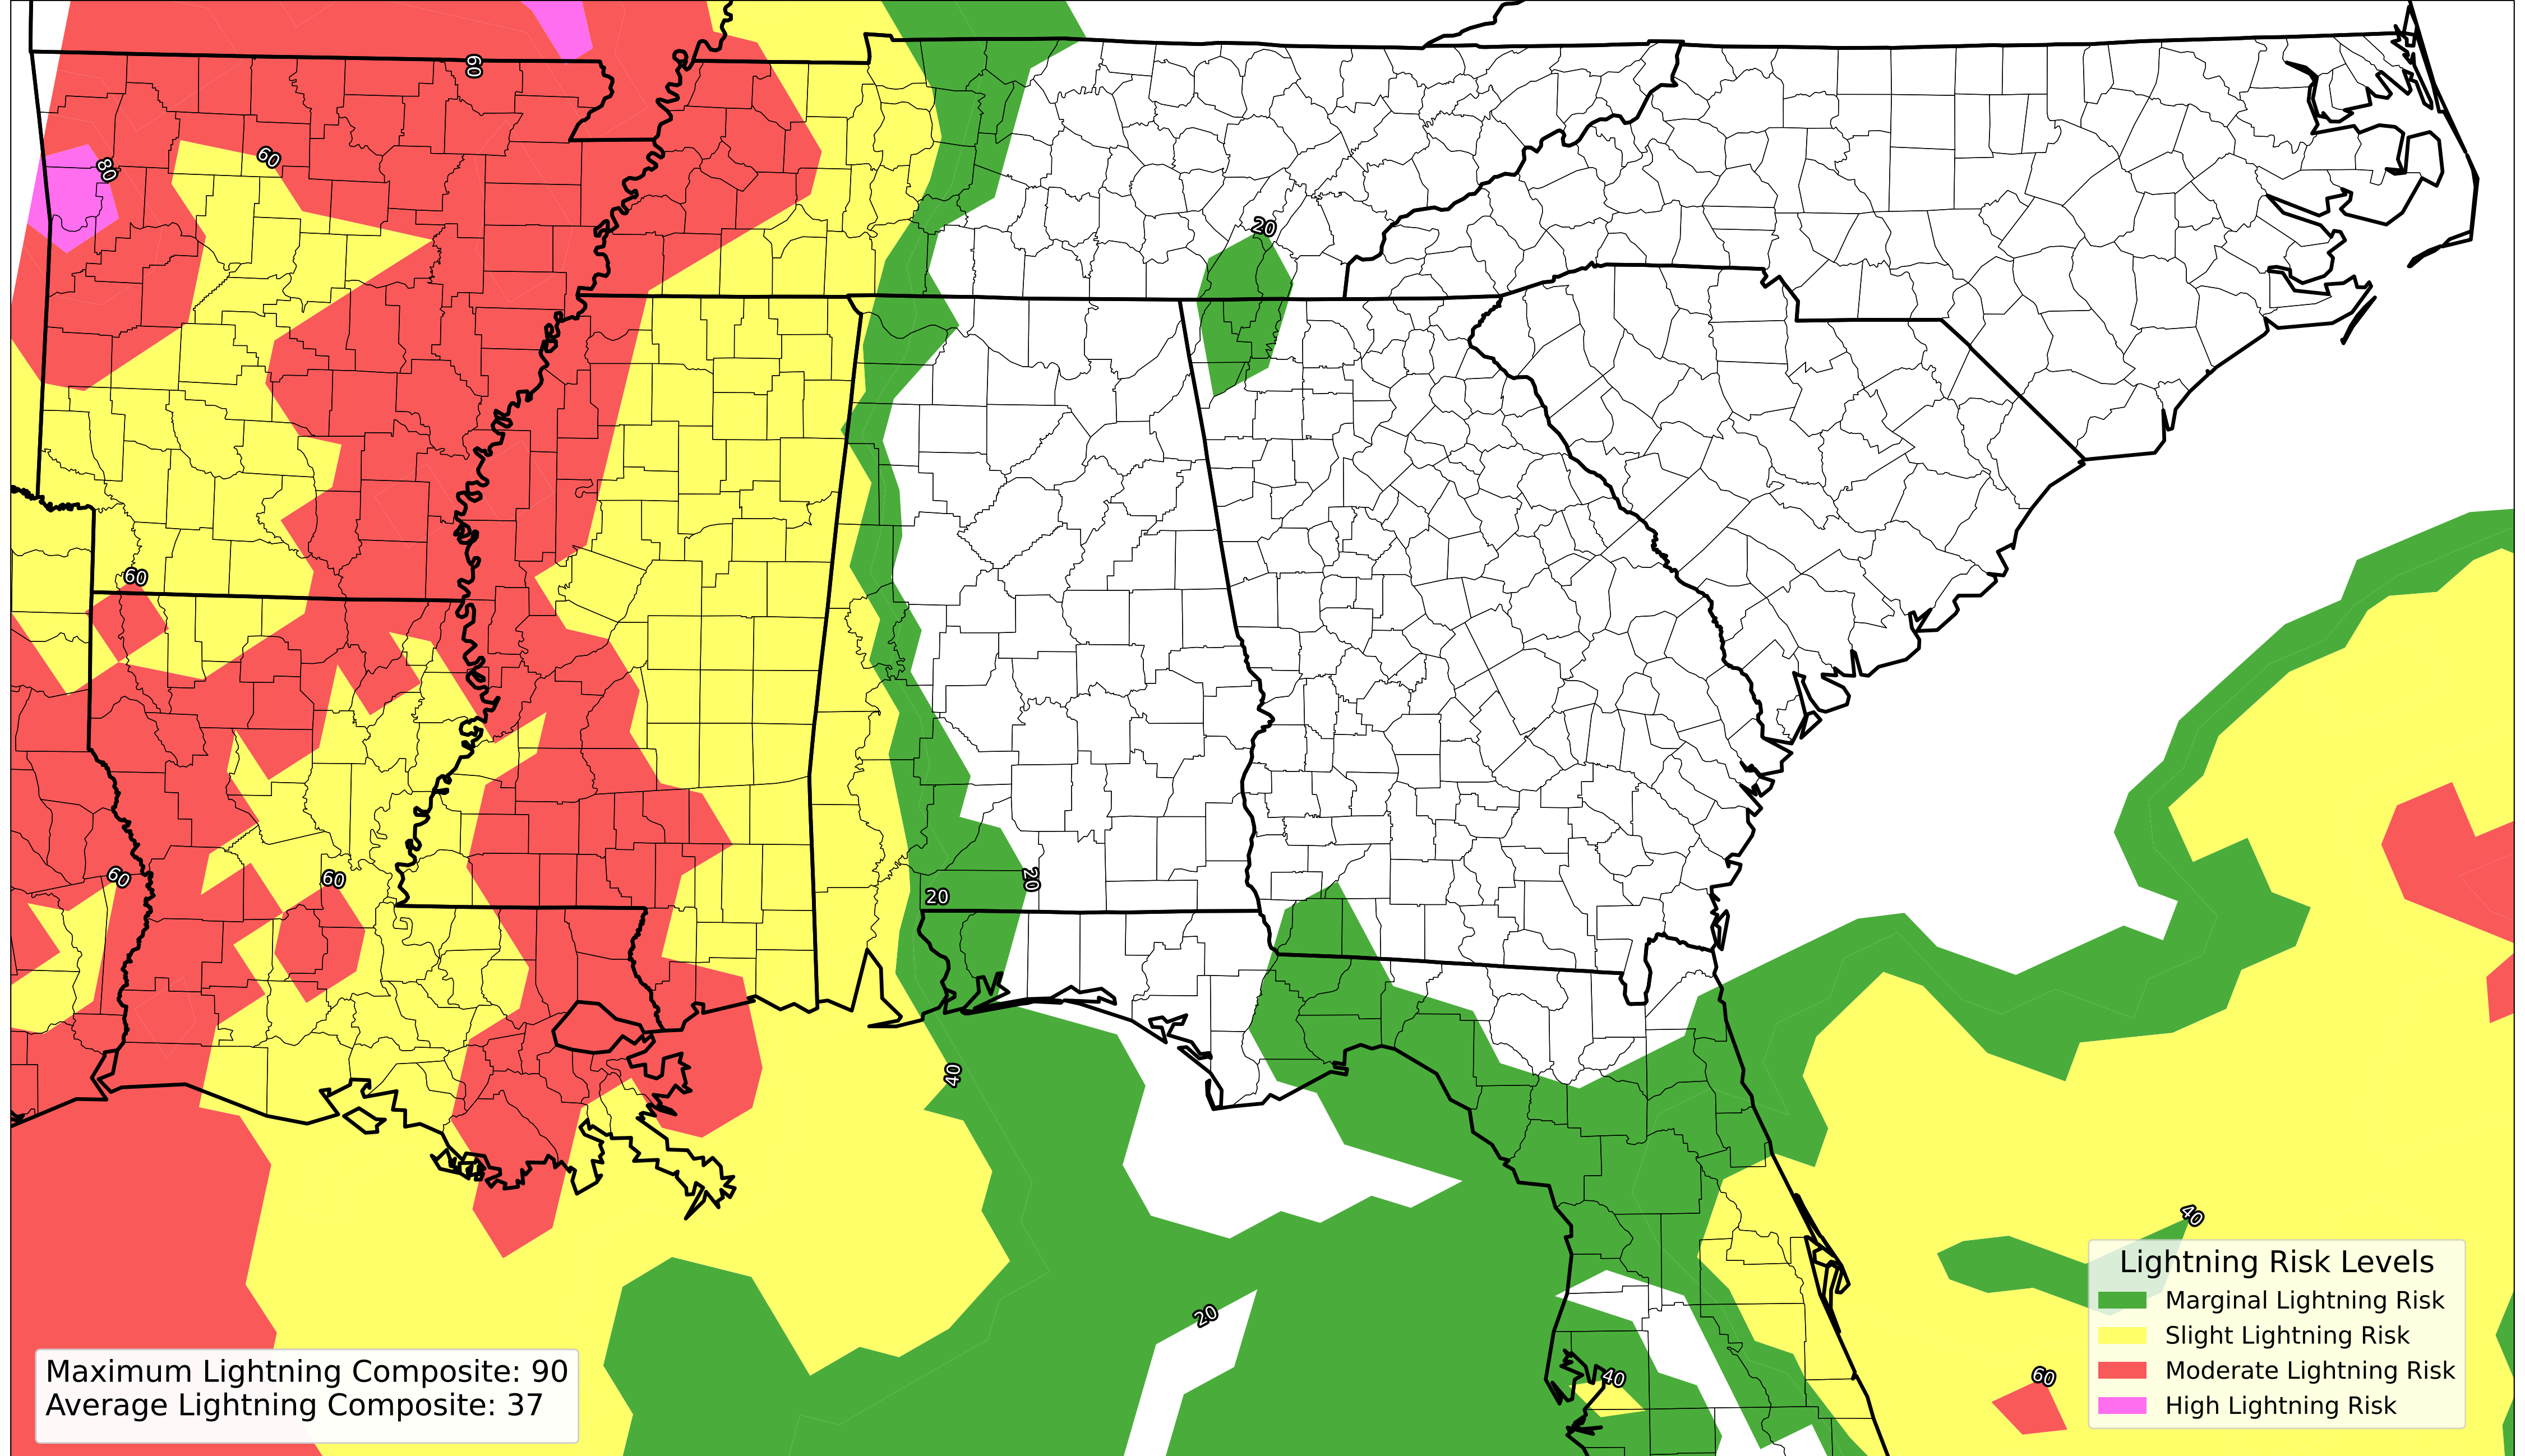 60
60
80
20
60
60
60
20
20
40
40
20
40
60
Lightning Risk Levels
Marginal Lightning Risk
Slight Lightning Risk
Moderate Lightning Risk
High Lightning Risk
Maximum Lightning Composite: 90
Average Lightning Composite: 37